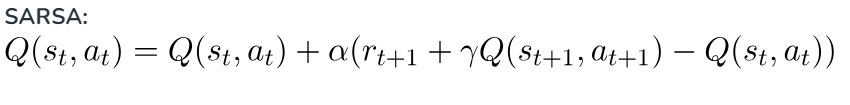 SARSA:
Q(s_t, a_t) = Q(s_t, a_t) + α(r_{t+1} + γQ(s_{t+1}, a_{t+1}) − Q(s_t, a_t))